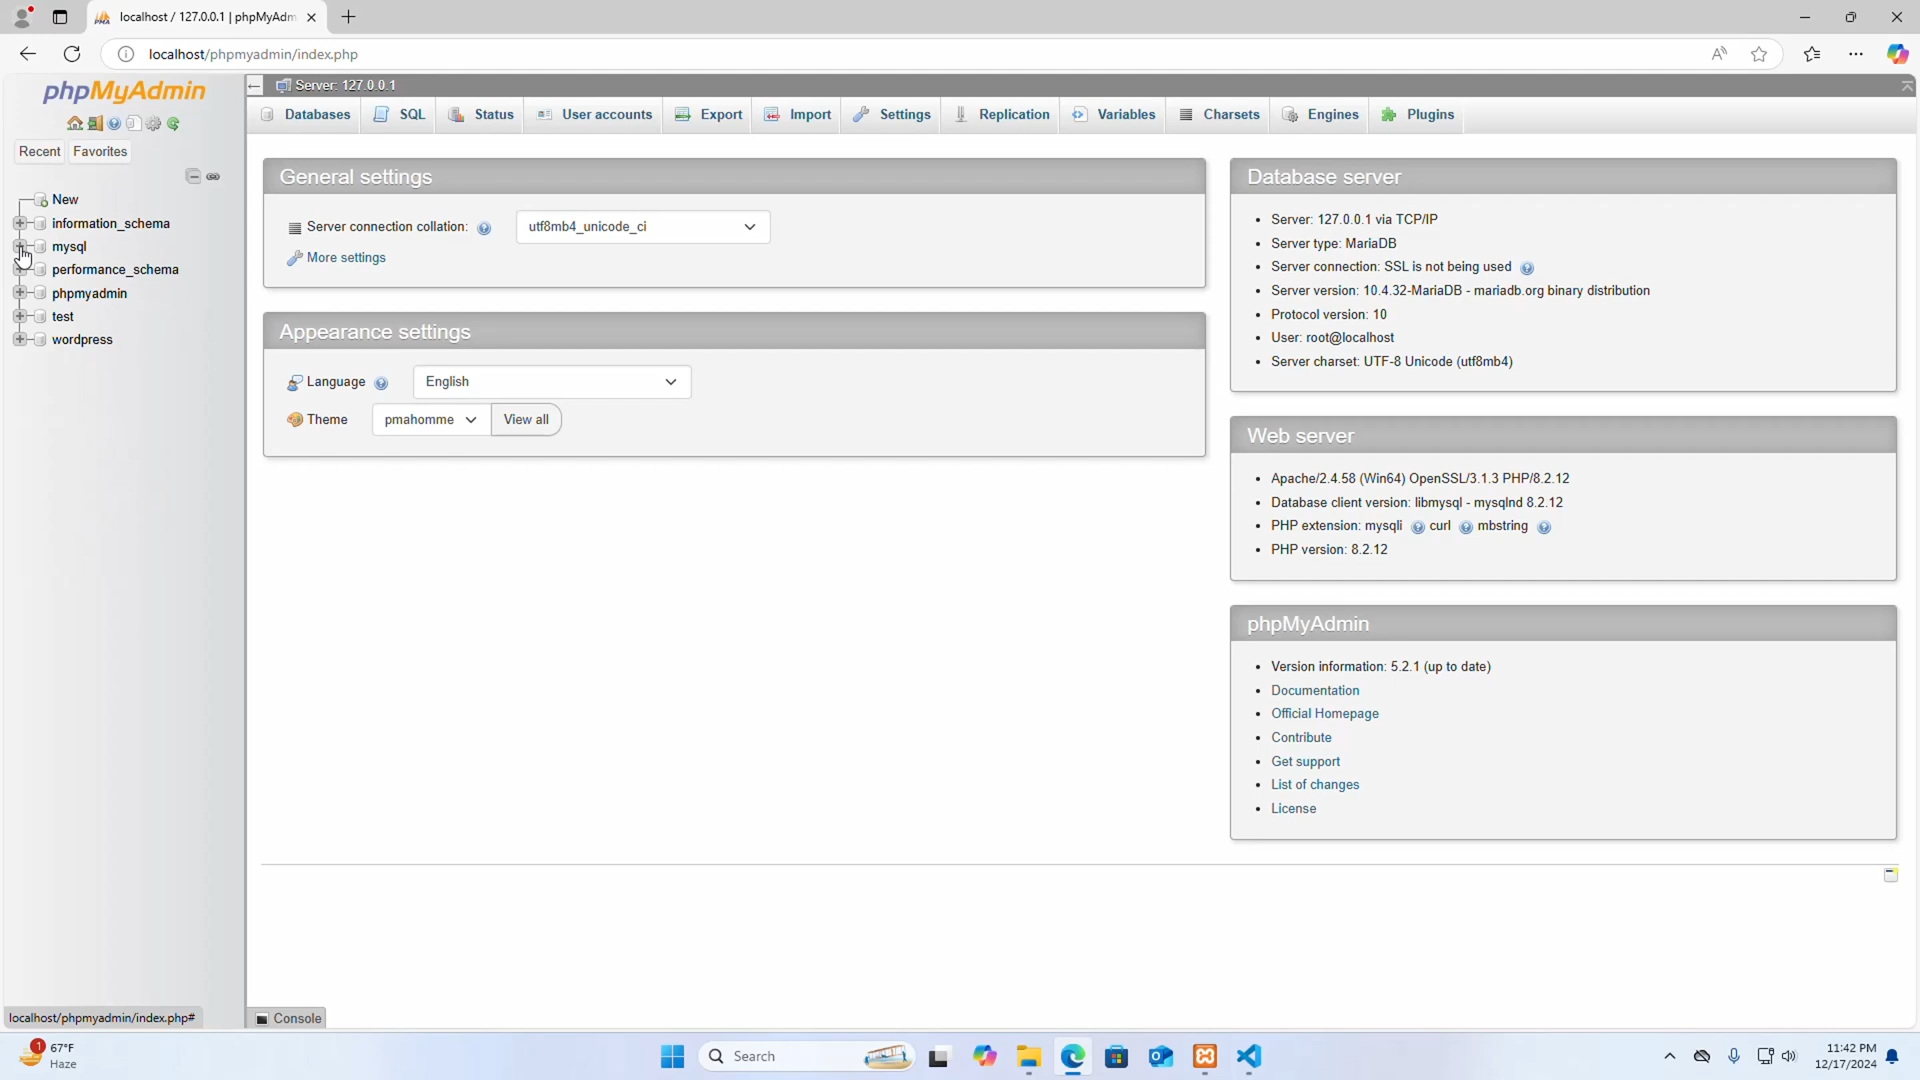 localhost / 127.0.0.1 | phpMyAdm
localhost/phpmyadmin/index.php
phpMyAdmin
Recent Favorites
New
information_schema
mysql
performance_schema
phpmyadmin
test
wordpress
Server: 127.0.0.1
Databases SQL Status User accounts Export Import Settings Replication Variables Charsets Engines Plugins
General settings
Server connection collation: utf8mb4_unicode_ci
More settings
Appearance settings
Language English
Theme pmahomme View all
Database server
Server: 127.0.0.1 via TCP/IP
Server type: MariaDB
Server connection: SSL is not being used
Server version: 10.4.32-MariaDB - mariadb.org binary distribution
Protocol version: 10
User: root@localhost
Server charset: UTF-8 Unicode (utf8mb4)
Web server
Apache/2.4.58 (Win64) OpenSSL/3.1.3 PHP/8.2.12
Database client version: libmysql - mysqlnd 8.2.12
PHP extension: mysqli curl mbstring
PHP version: 8.2.12
phpMyAdmin
Version information: 5.2.1 (up to date)
Documentation
Official Homepage
Contribute
Get support
List of changes
License
localhost/phpmyadmin/index.php#
Console
1
67°F
Haze
Search
11:42 PM
12/17/2024